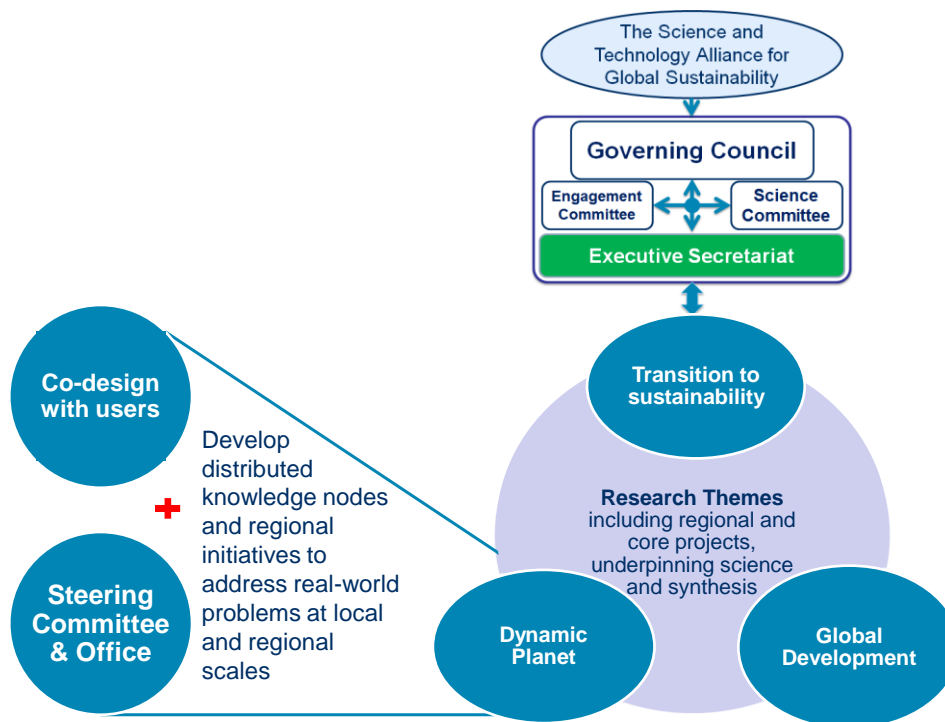 The Science and
Technology Alliance for
Global Sustainability
Governing Council
Engagement
Committee
Science
Committee
Executive Secretariat
Transition to
sustainability
Co-design
with users
Develop
distributed
knowledge nodes
and regional
initiatives to
address real-world
problems at local
and regional
scales
Steering
Committee
& Office
Research Themes
including regional and
core projects,
underpinning science
and synthesis
Dynamic
Planet
Global
Development